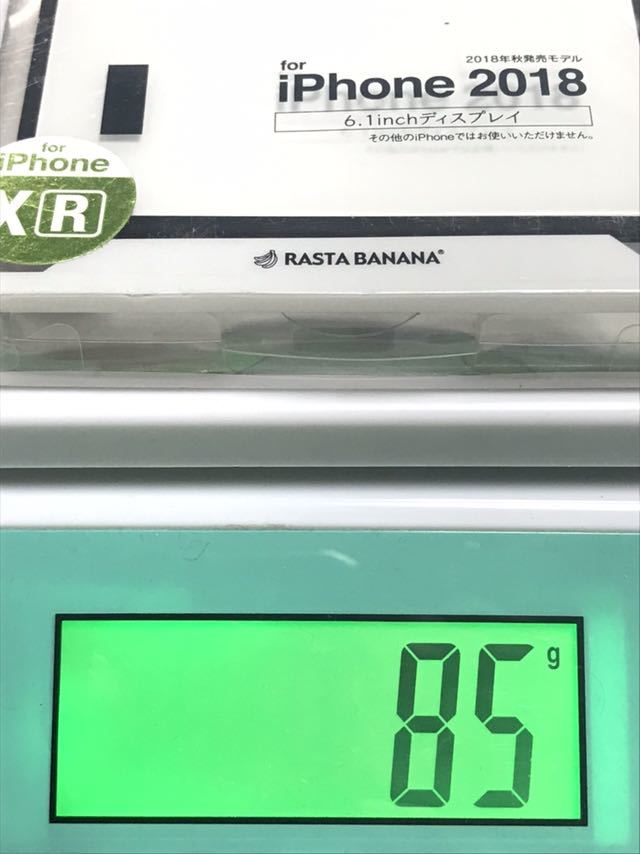 2018年秋発売モデル
for
iPhone 2018
6.1inchディスプレイ
その他のiPhoneではお使いいただけません。
for
iPhone
XR
RASTA BANANA®
85 g